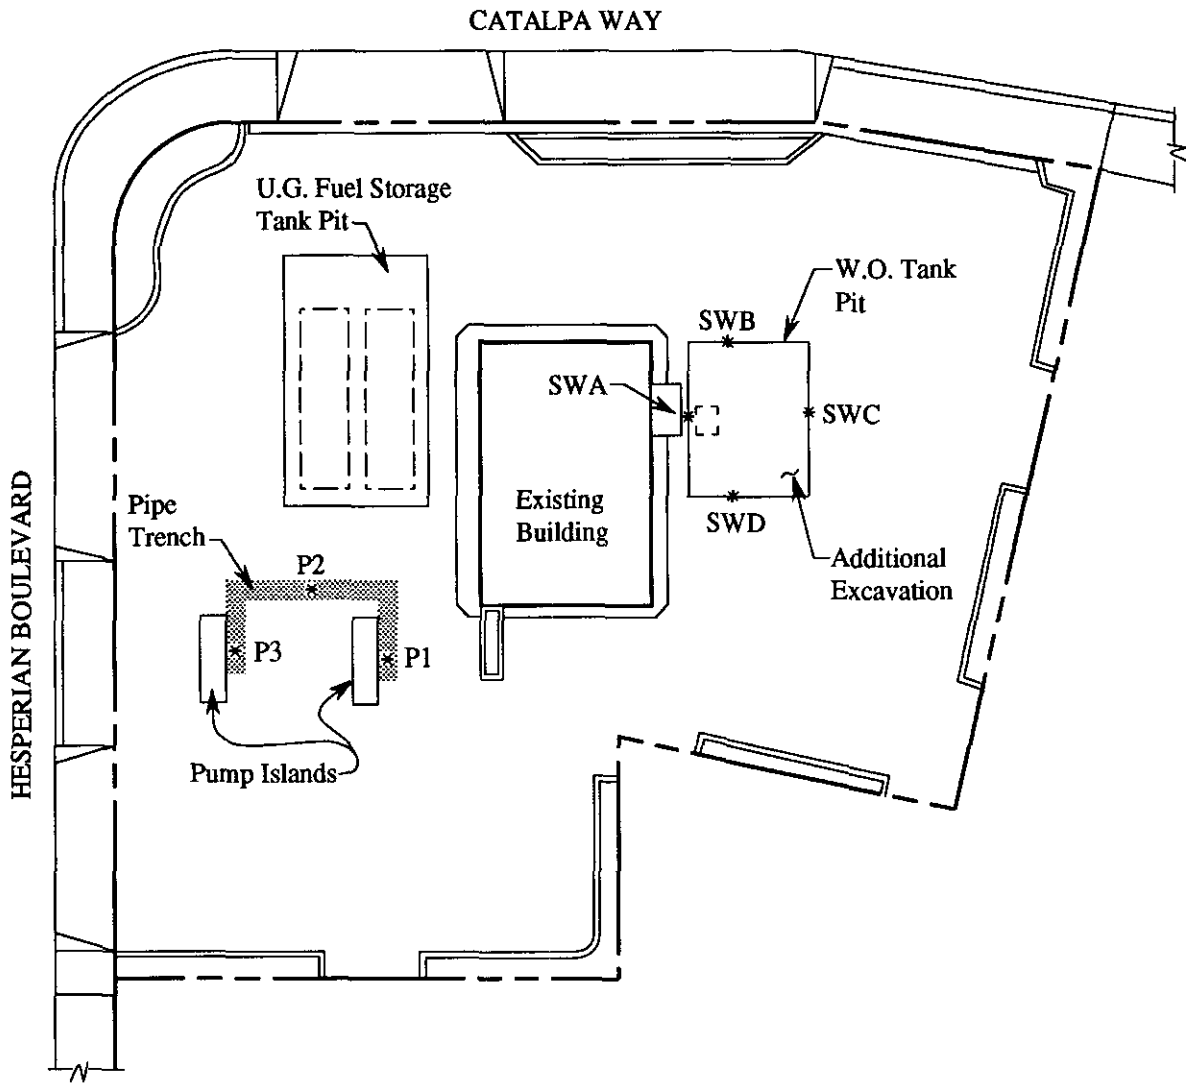 CATALPA WAY
U.G. Fuel Storage
Tank Pit
W.O. Tank
Pit
SWB
SWA
SWC
HESPERIAN BOULEVARD
Pipe
Trench
Existing
Building
SWD
P2
Additional
Excavation
P3
P1
Pump Islands
N
N